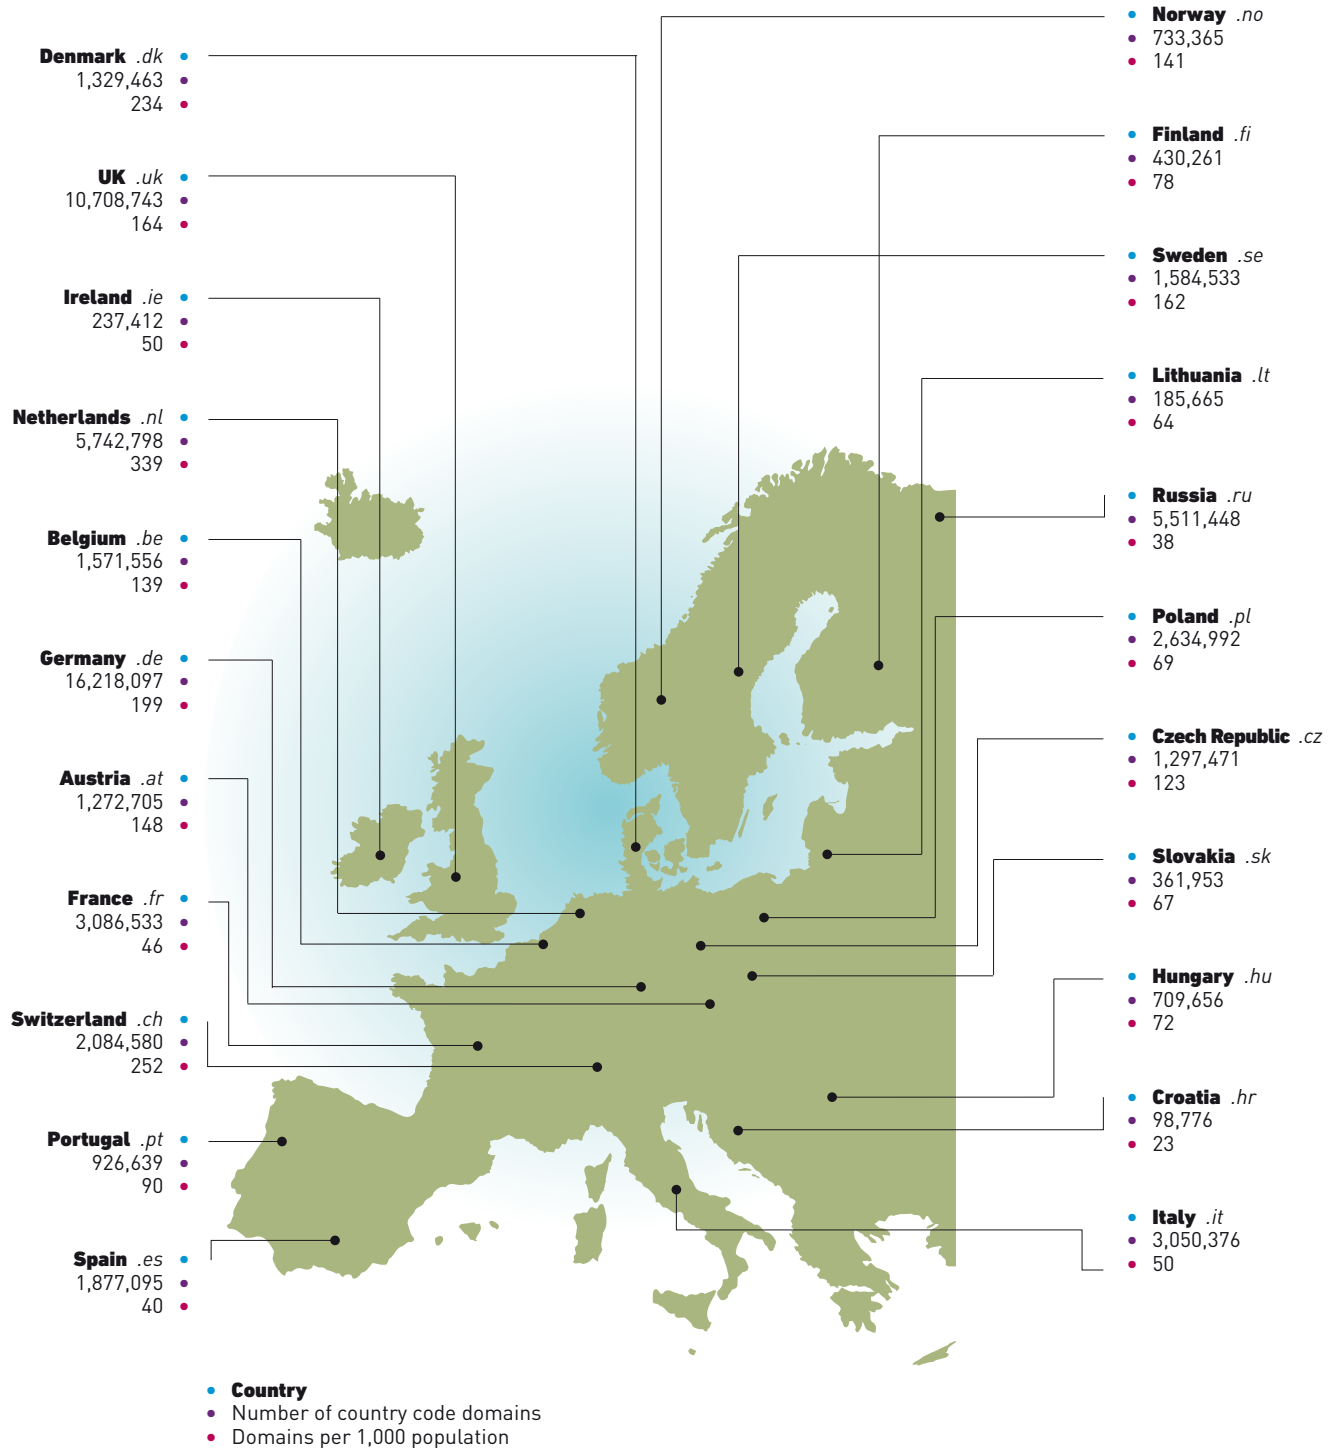 Denmark .dk
1,329,463
234
UK .uk
10,708,743
164
Ireland .ie
237,412
50
Netherlands .nl
5,742,798
339
Belgium .be
1,571,556
139
Germany .de
16,218,097
199
Austria .at
1,272,705
148
France .fr
3,086,533
46
Switzerland .ch
2,084,580
252
Portugal .pt
926,639
90
Spain .es
1,877,095
40
Norway .no
733,365
141
Finland .fi
430,261
78
Sweden .se
1,584,533
162
Lithuania .lt
185,665
64
Russia .ru
5,511,448
38
Poland .pl
2,634,992
69
Czech Republic .cz
1,297,471
123
Slovakia .sk
361,953
67
Hungary .hu
709,656
72
Croatia .hr
98,776
23
Italy .it
3,050,376
50
Country
Number of country code domains
Domains per 1,000 population